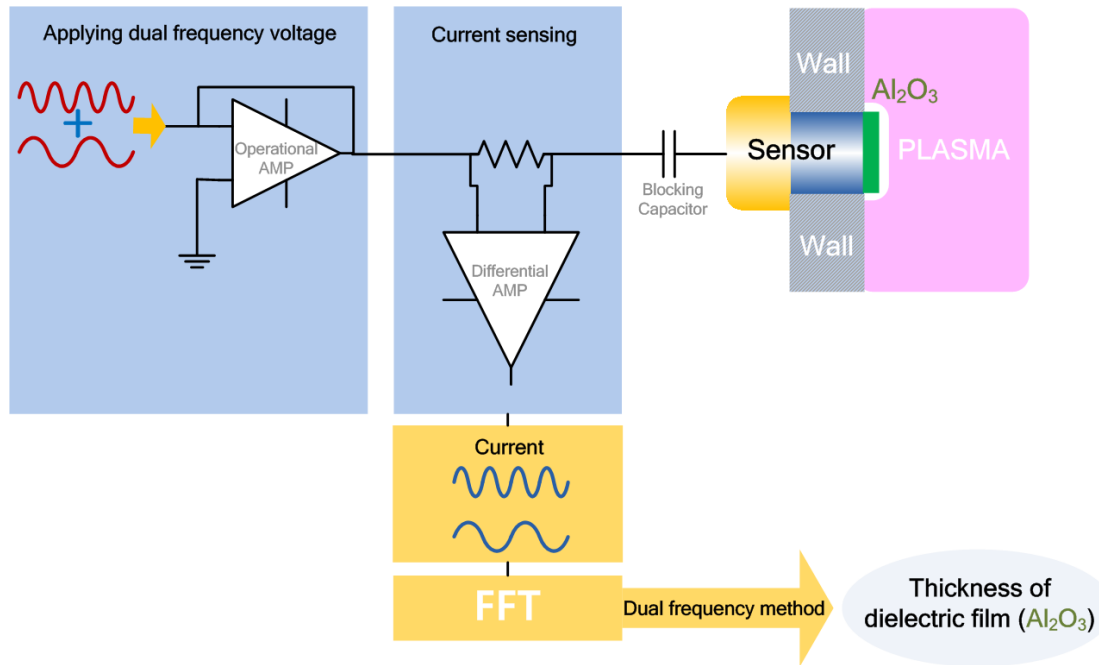 Applying dual frequency voltage
Current sensing
Wall
Al₂O₃
Operational
AMP
Sensor
PLASMA
Blocking
Capacitor
Wall
Differential
AMP
Current
FFT
Dual frequency method
Thickness of
dielectric film (Al₂O₃)